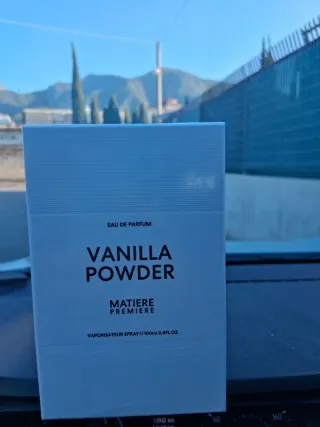 EAU DE PARFUM
VANILLA
POWDER
MATIERE
PREMIERE
VAPORISATEUR SPRAY // 100ml 3.4FL OZ